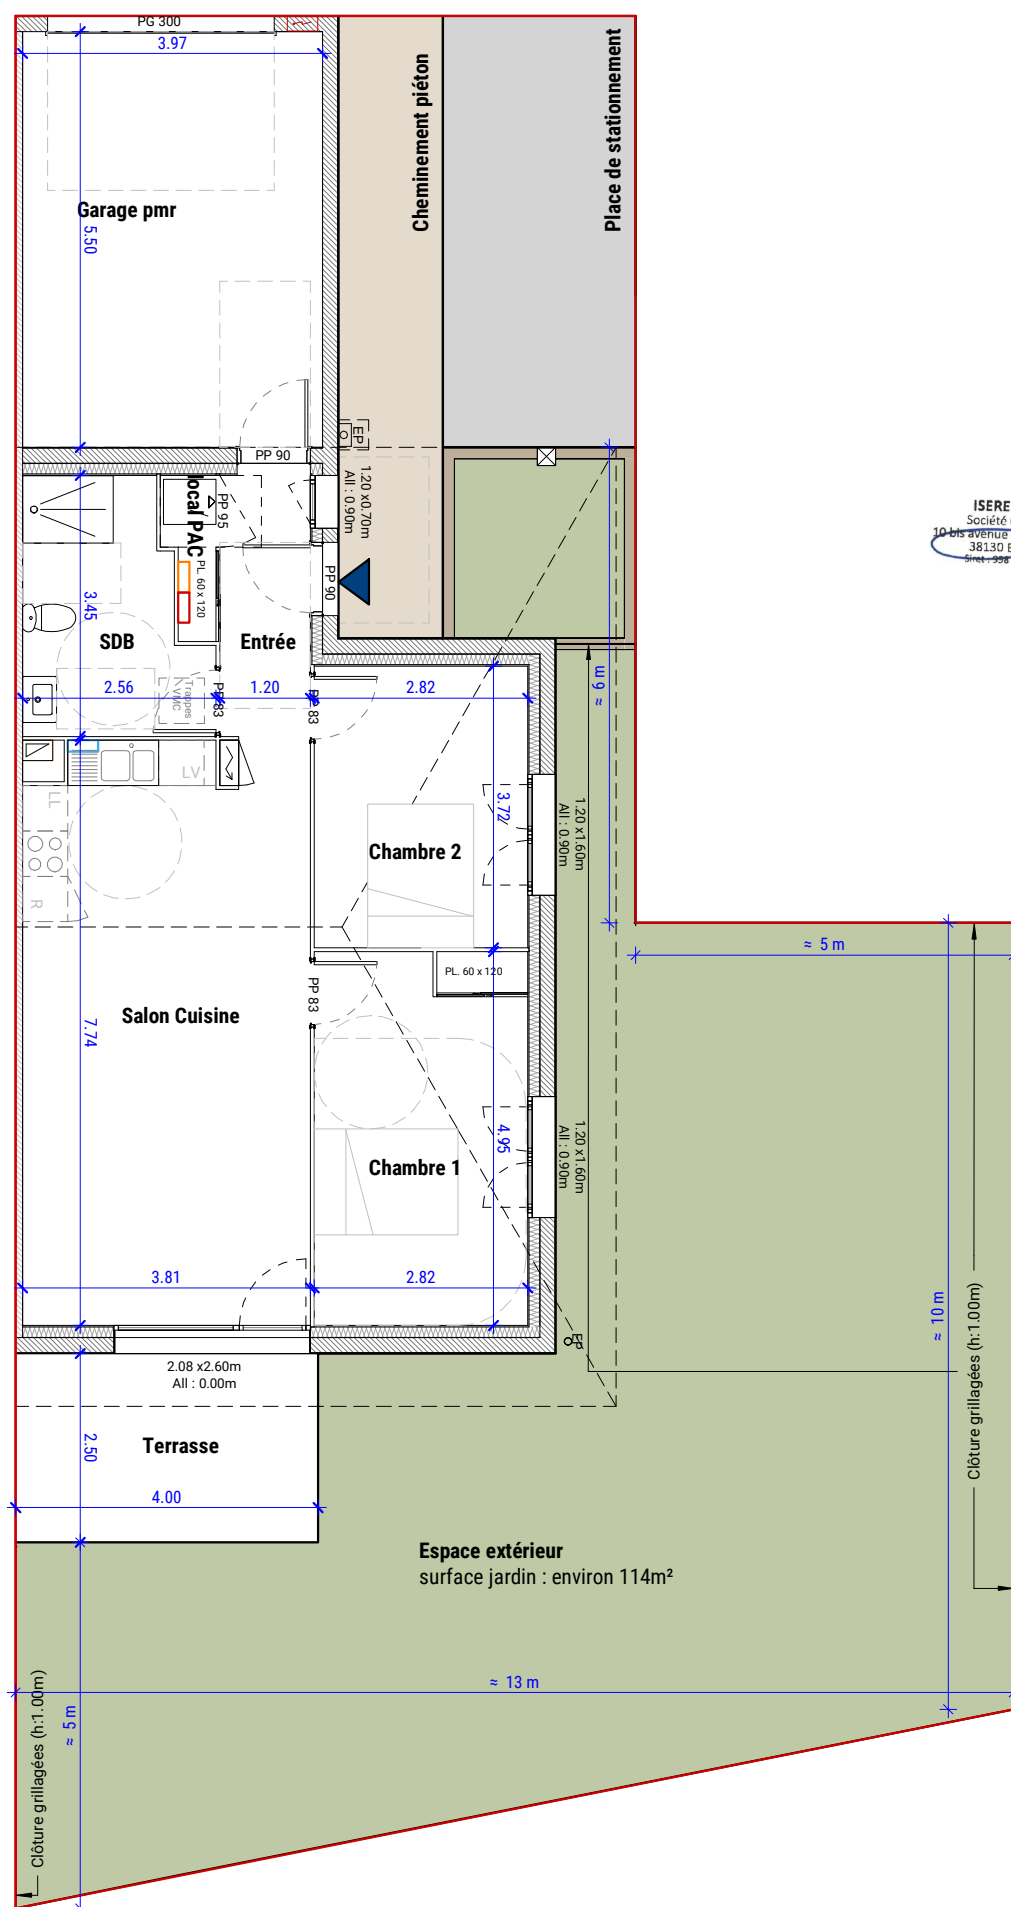 PG 300
3.97
Cheminement piéton
Place de stationnement
Garage pmr
5.50
EP
PP 90
1.20 x0.70m
All : 0.90m
local PAC
PP 95
ISERE
Société
10 bis avenue
38130 E
Siret : 998
PL. 60 x 120
PP 90
3.45
SDB
Entrée
≈ 6 m
2.56
1.20
2.82
Trappes
VMC
PP 83
PP 83
LV
LL
3.72
1.20 x1.60m
All : 0.90m
Chambre 2
R
≈ 5 m
PL. 60 x 120
PP 83
Salon Cuisine
7.74
4.95
1.20 x1.60m
All : 0.90m
Chambre 1
3.81
2.82
≈ 10 m
Clôture grillagées (h:1.00m)
EP
2.08 x2.60m
All : 0.00m
2.50
Terrasse
4.00
Espace extérieur
surface jardin : environ 114m²
≈ 13 m
≈ 5 m
Clôture grillagées (h:1.00m)